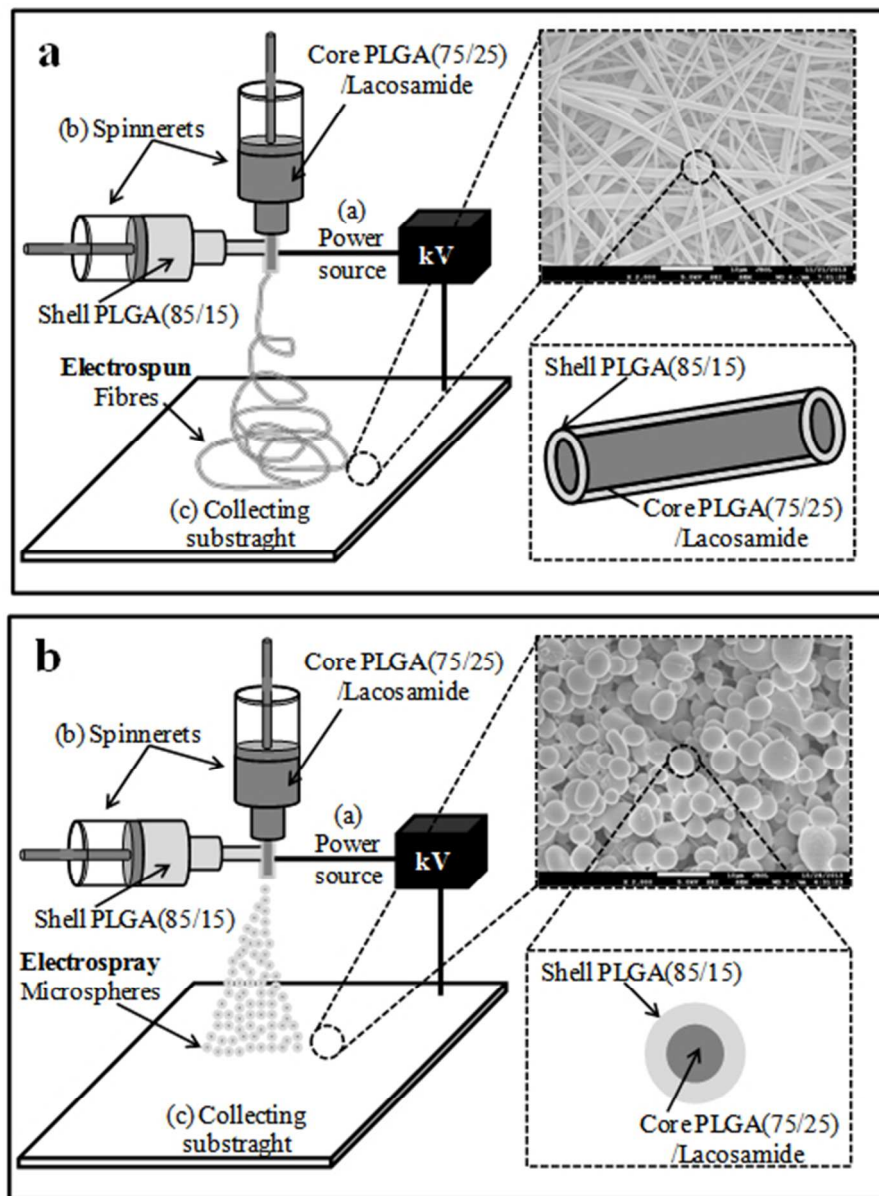 a
Core PLGA(75/25)
/Lacosamide
(b) Spinnerets
(a)
Power
source
kV
Shell PLGA(85/15)
Electrospun
Fibres
(c) Collecting
substraght
Shell PLGA(85/15)
Core PLGA(75/25)
/Lacosamide
b
Core PLGA(75/25)
/Lacosamide
(b) Spinnerets
(a)
Power
source
kV
Shell PLGA(85/15)
Electrospray
Microspheres
(c) Collecting
substraght
Shell PLGA(85/15)
Core PLGA(75/25)
/Lacosamide